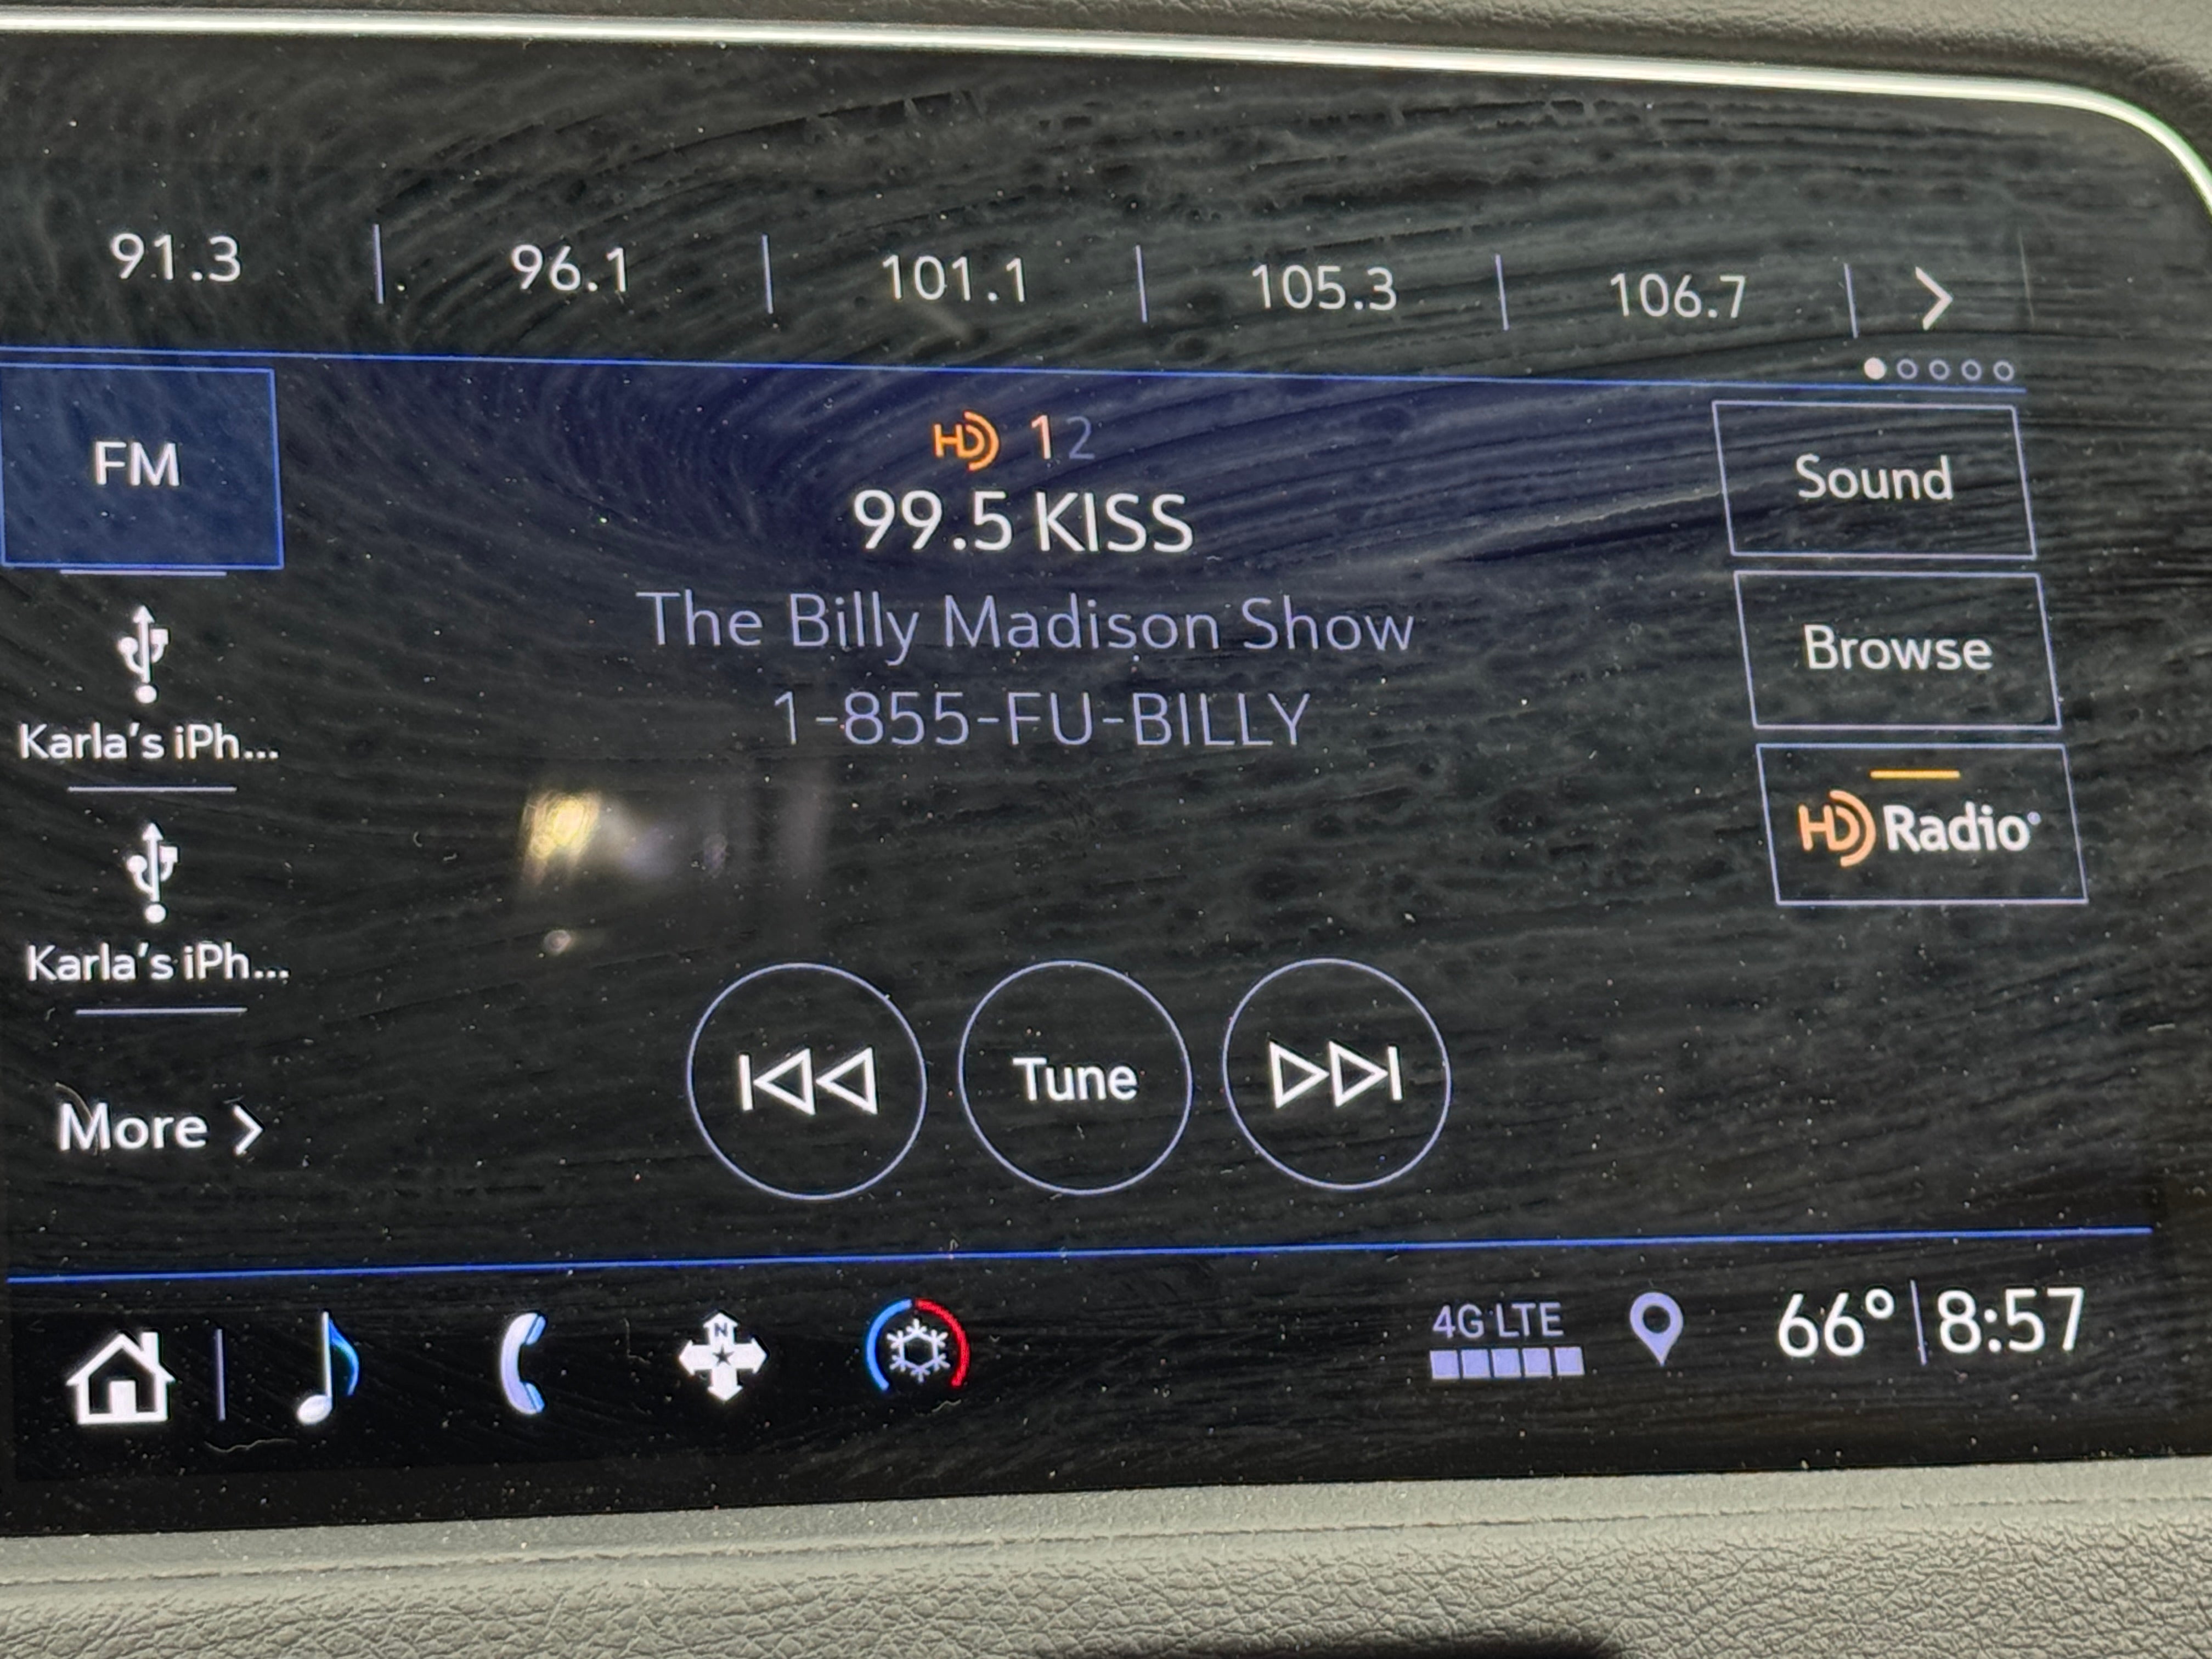 91.3 96.1 101.1 105.3 106.7
FM
HD 1 2
99.5 KISS
The Billy Madison Show
1-855-FU-BILLY
Sound
Browse
HD Radio
Karla's iPh...
Karla's iPh...
More
Tune
N
4G LTE
66° 8:57